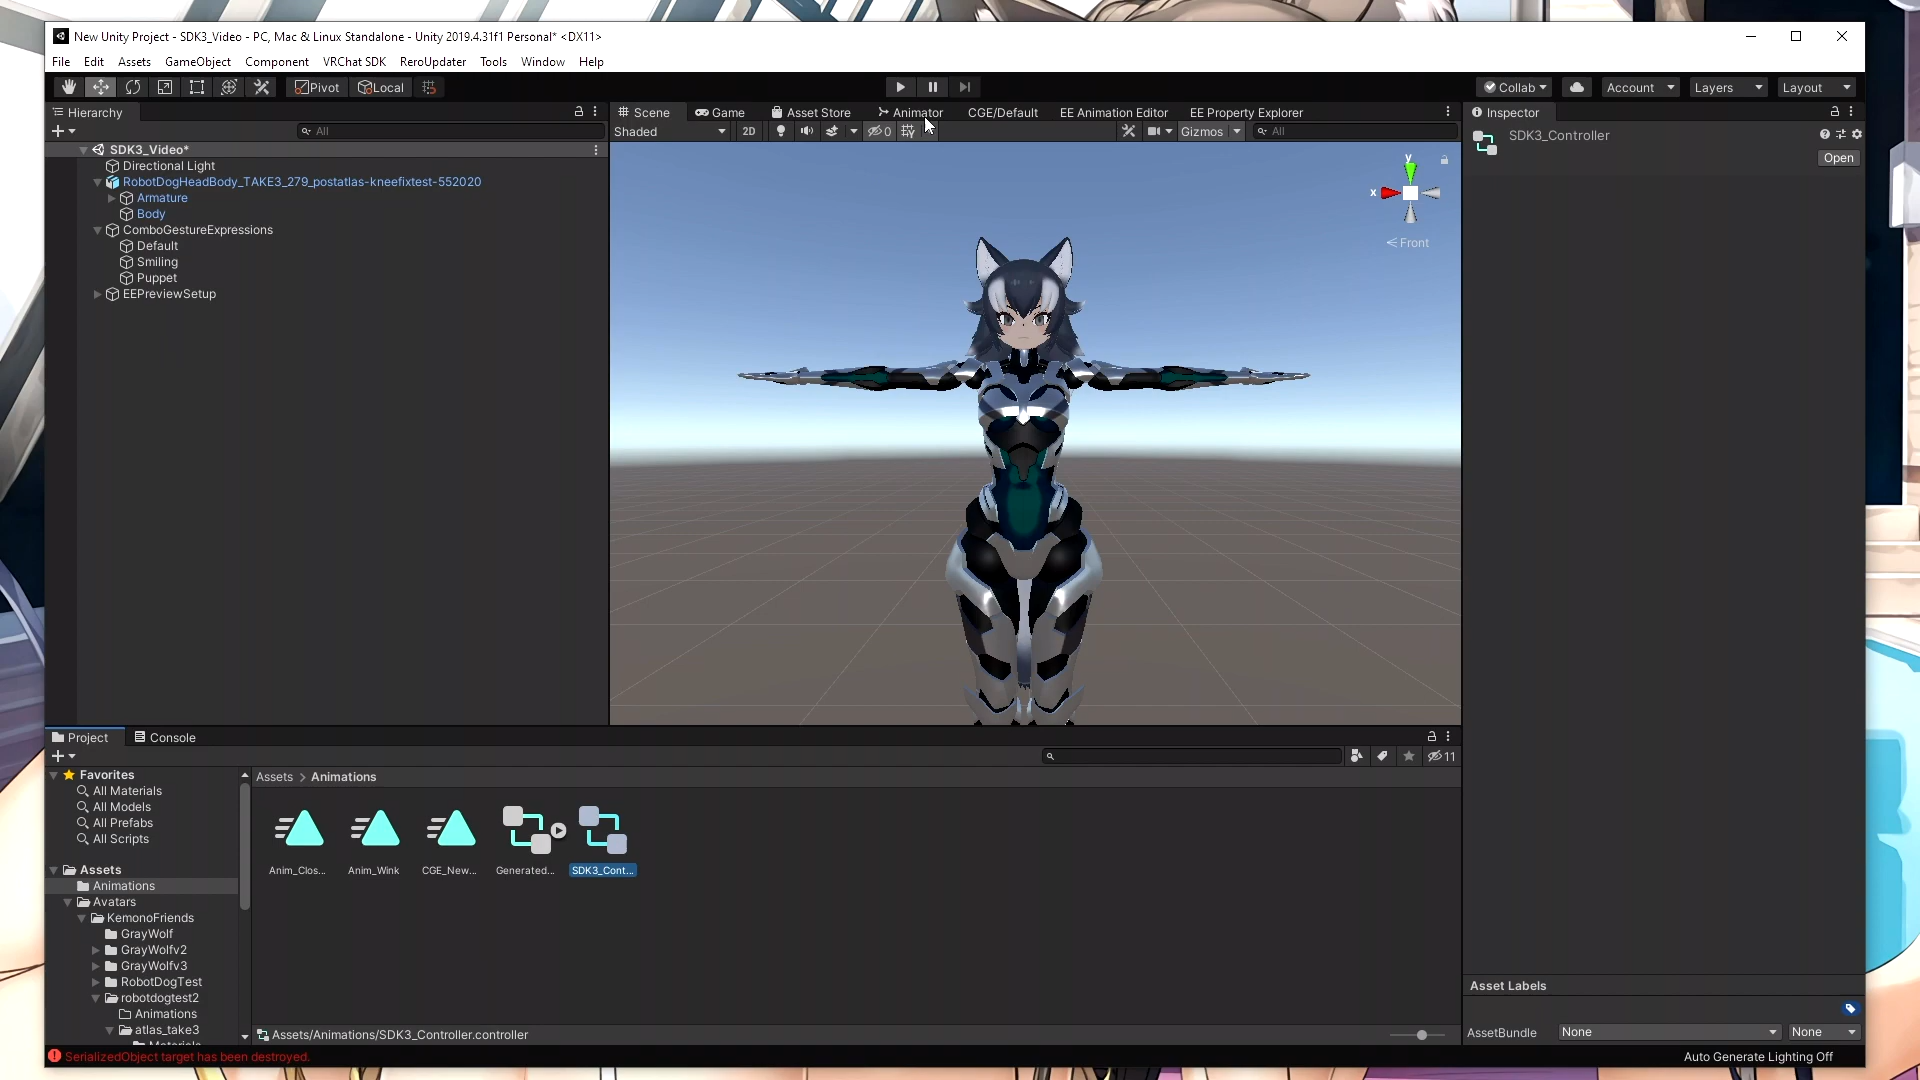 New Unity Project - SDK3_Video - PC, Mac & Linux Standalone - Unity 2019.4.31f1 Personal* <DX11>
File Edit Assets GameObject Component VRChat SDK ReroUpdater Tools Window Help
Pivot Local Collab Account Layers Layout
Hierarchy
All
SDK3_Video*
Directional Light
RobotDogHeadBody_TAKE3_279_postatlas-kneefixtest-552020
Armature
Body
ComboGestureExpressions
Default
Smiling
Puppet
EEPreviewSetup
Scene Game Asset Store Animator CGE/Default EE Animation Editor EE Property Explorer
Shaded 2D 0 Gizmos All
y
x
Front
Inspector
SDK3_Controller
Open
Project Console
11
Favorites
All Materials
All Models
All Prefabs
All Scripts
Assets
Animations
Avatars
KemonoFriends
GrayWolf
GrayWolfv2
GrayWolfv3
RobotDogTest
robotdogtest2
Animations
atlas_take3
Materials
Assets > Animations
Anim_Clos... Anim_Wink CGE_New... Generated... SDK3_Cont...
Assets/Animations/SDK3_Controller.controller
Asset Labels
AssetBundle None None
SerializedObject target has been destroyed.
Auto Generate Lighting Off